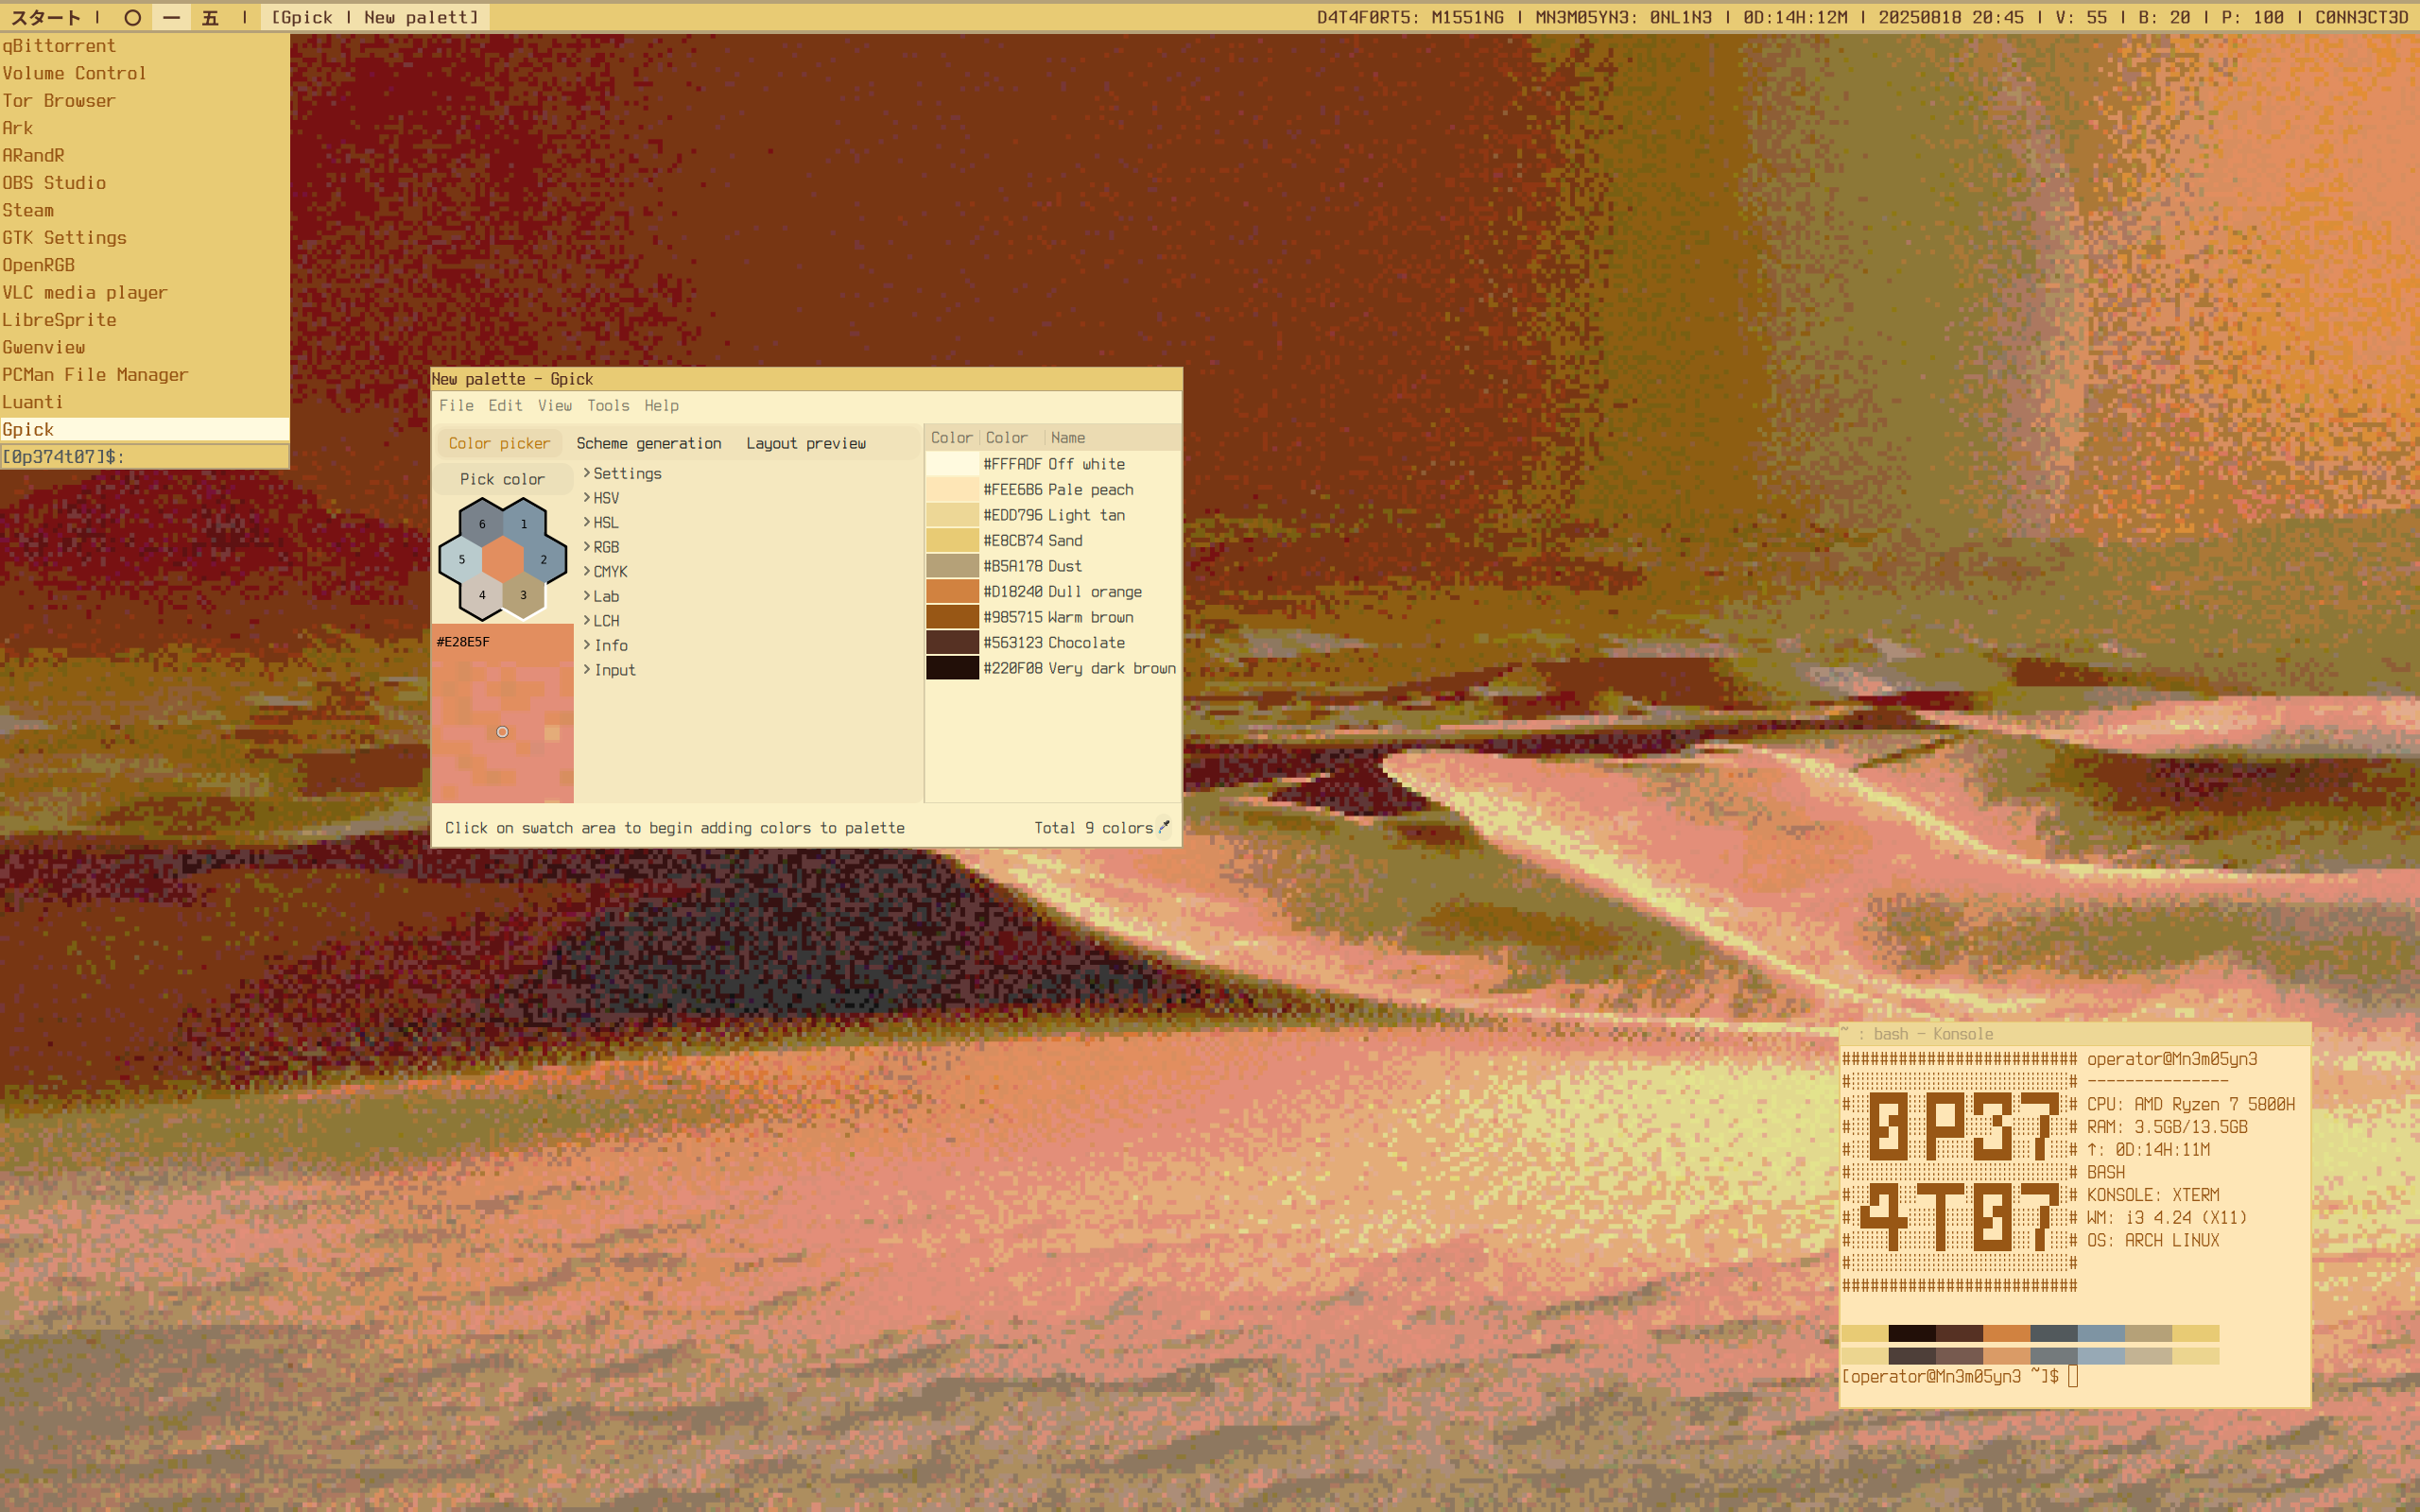 スタート | 〇 一 五 | [Gpick | New palett]
D4T4F0RT5: M1551NG | MN3M05YN3: 0NL1N3 | 0D:14H:12M | 20250818 20:45 | V: 55 | B: 20 | P: 100 | C0NN3CT3D
qBittorrent
Volume Control
Tor Browser
Ark
ARandR
OBS Studio
Steam
GTK Settings
OpenRGB
VLC media player
LibreSprite
Gwenview
PCMan File Manager
Luanti
Gpick
[0p374t07]$:
New palette - Gpick
File Edit View Tools Help
Color picker Scheme generation Layout preview
Pick color
6 1
5 2
4 3
#E28E5F
Settings
HSV
HSL
RGB
CMYK
Lab
LCH
Info
Input
Color Color Name
#FFFADF Off white
#FEE6B6 Pale peach
#EDD796 Light tan
#E8CB74 Sand
#B5A178 Dust
#D18240 Dull orange
#985715 Warm brown
#563123 Chocolate
#220F08 Very dark brown
Click on swatch area to begin adding colors to palette
Total 9 colors
~ : bash - Konsole
######################### operator@Mn3m05yn3
# # ---------------
# # CPU: AMD Ryzen 7 5800H
# 0P37 # RAM: 3.5GB/13.5GB
# # ↑: 0D:14H:11M
# # BASH
# # KONSOLE: XTERM
# 4T07 # WM: i3 4.24 (X11)
# # OS: ARCH LINUX
# #
#########################
[operator@Mn3m05yn3 ~]$